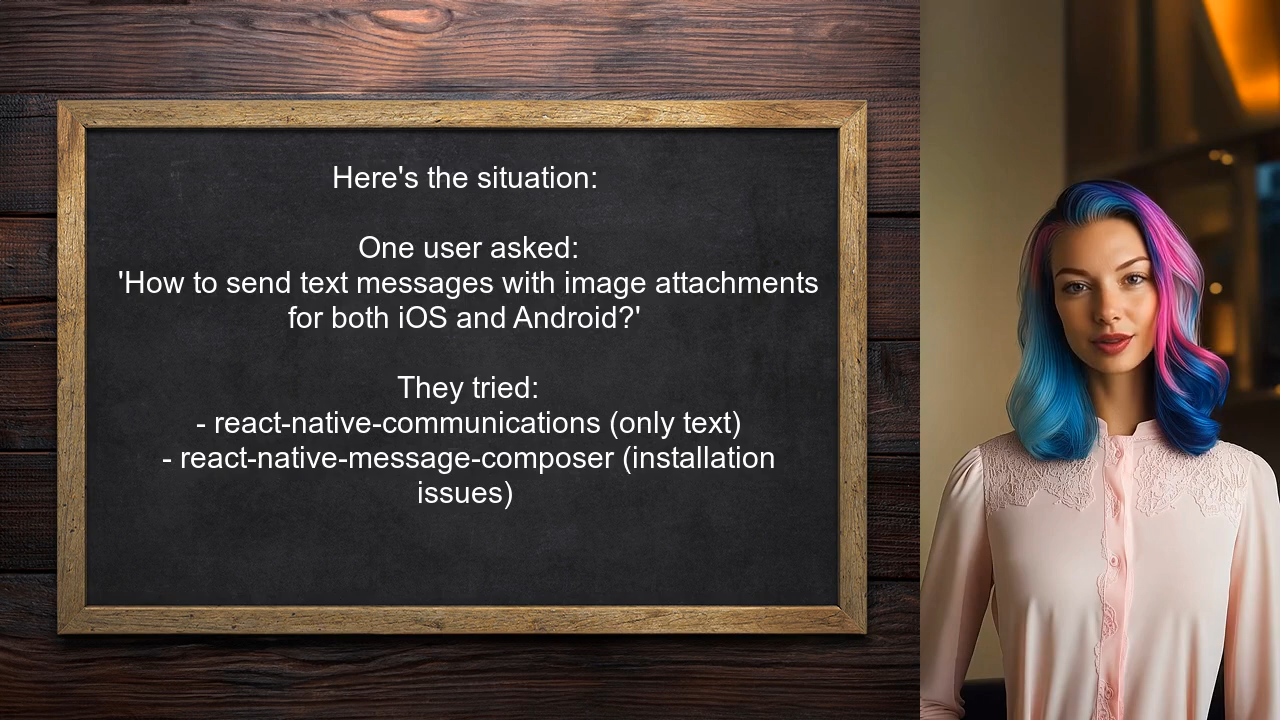 Here's the situation:
One user asked:
'How to send text messages with image attachments
for both iOS and Android?'
They tried:
- react-native-communications (only text)
- react-native-message-composer (installation
issues)